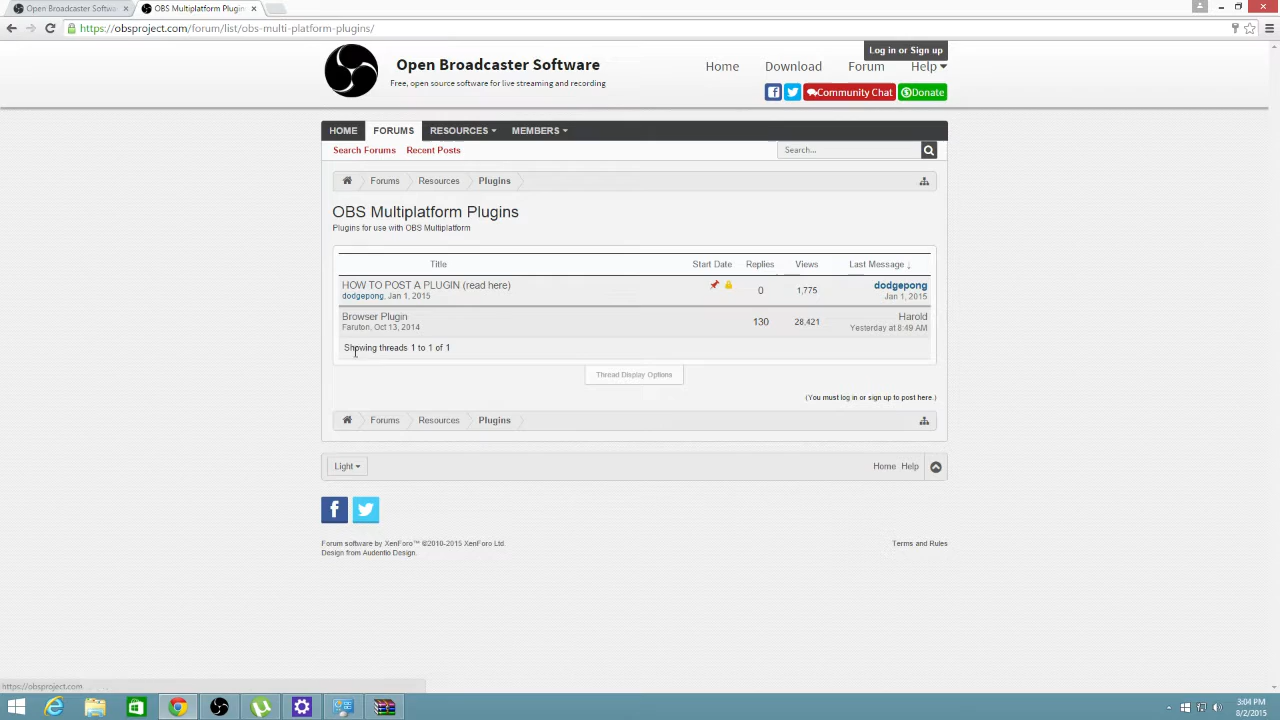 Open Broadcaster Softwa
OBS Multiplatform Plugin
https://obsproject.com/forum/list/obs-multi-platform-plugins/
Log in or Sign up
Open Broadcaster Software
Free, open source software for live streaming and recording
Home Download Forum Help
Community Chat Donate
HOME FORUMS RESOURCES MEMBERS
Search Forums Recent Posts
Search...
Forums Resources Plugins
OBS Multiplatform Plugins
Plugins for use with OBS Multiplatform
Title Start Date Replies Views Last Message ↓
HOW TO POST A PLUGIN (read here) 0 1,775 dodgepong
dodgepong, Jan 1, 2015 Jan 1, 2015
Browser Plugin 130 28,421 Harold
Faruton, Oct 13, 2014 Yesterday at 8:49 AM
Showing threads 1 to 1 of 1
Thread Display Options
(You must log in or sign up to post here.)
Forums Resources Plugins
Light Home Help
Forum software by XenForo™ ©2010-2015 XenForo Ltd.
Design from Audentio Design.
Terms and Rules
https://obsproject.com
3:04 PM
8/2/2015